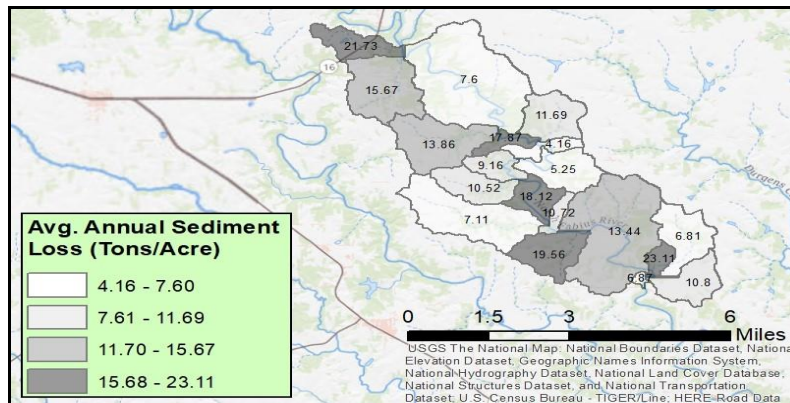 21.73
16
7.6
15.67
11.69
17.87
13.86
4.16
9.16
5.25
10.52
18.12
10.72
Fabius River
7.11
13.44
6.81
19.56
23.11
6.87
10.8
Durgens
Avg. Annual Sediment
Loss (Tons/Acre)
4.16 - 7.60
7.61 - 11.69
11.70 - 15.67
15.68 - 23.11
0 1.5 3 6
Miles
USGS The National Map: National Boundaries Dataset, National
Elevation Dataset, Geographic Names Information System,
National Hydrography Dataset, National Land Cover Database,
National Structures Dataset, and National Transportation
Dataset; U.S. Census Bureau - TIGER/Line; HERE Road Data